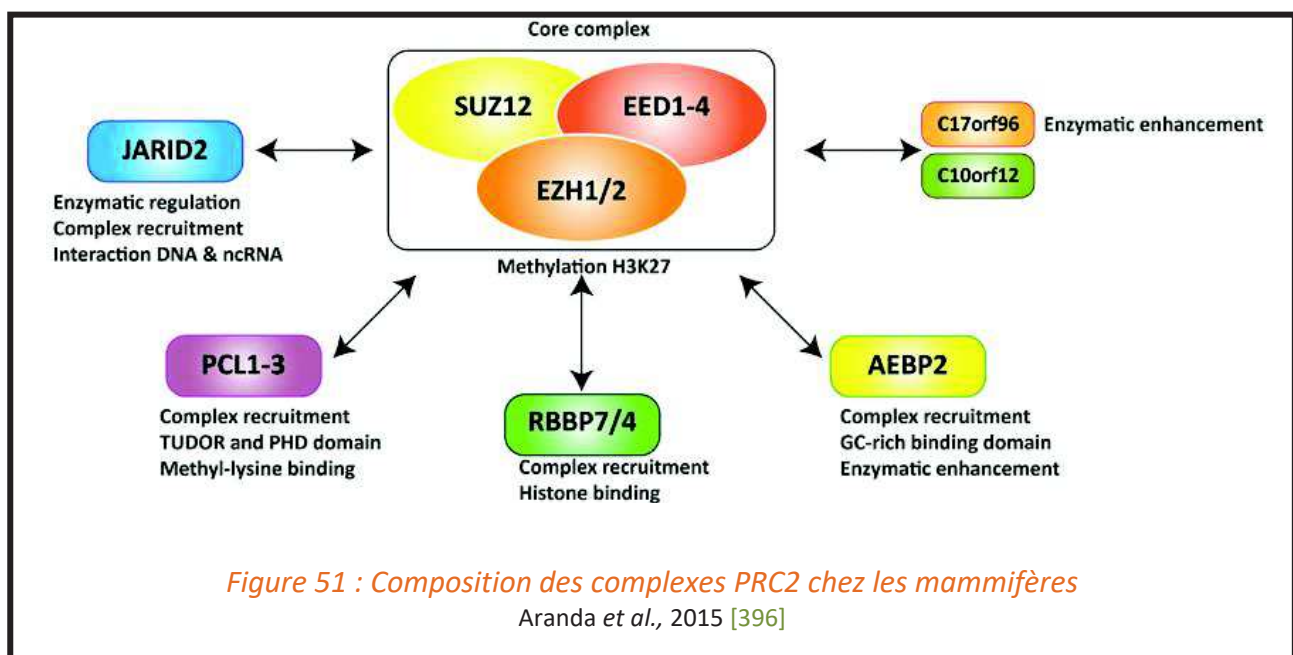 Core complex
SUZ12
EED1-4
EZH1/2
Methylation H3K27
JARID2
Enzymatic regulation
Complex recruitment
Interaction DNA & ncRNA
C17orf96
Enzymatic enhancement
C10orf12
PCL1-3
Complex recruitment
TUDOR and PHD domain
Methyl-lysine binding
RBBP7/4
Complex recruitment
Histone binding
AEBP2
Complex recruitment
GC-rich binding domain
Enzymatic enhancement
Figure 51 : Composition des complexes PRC2 chez les mammifères
Aranda et al., 2015 [396]